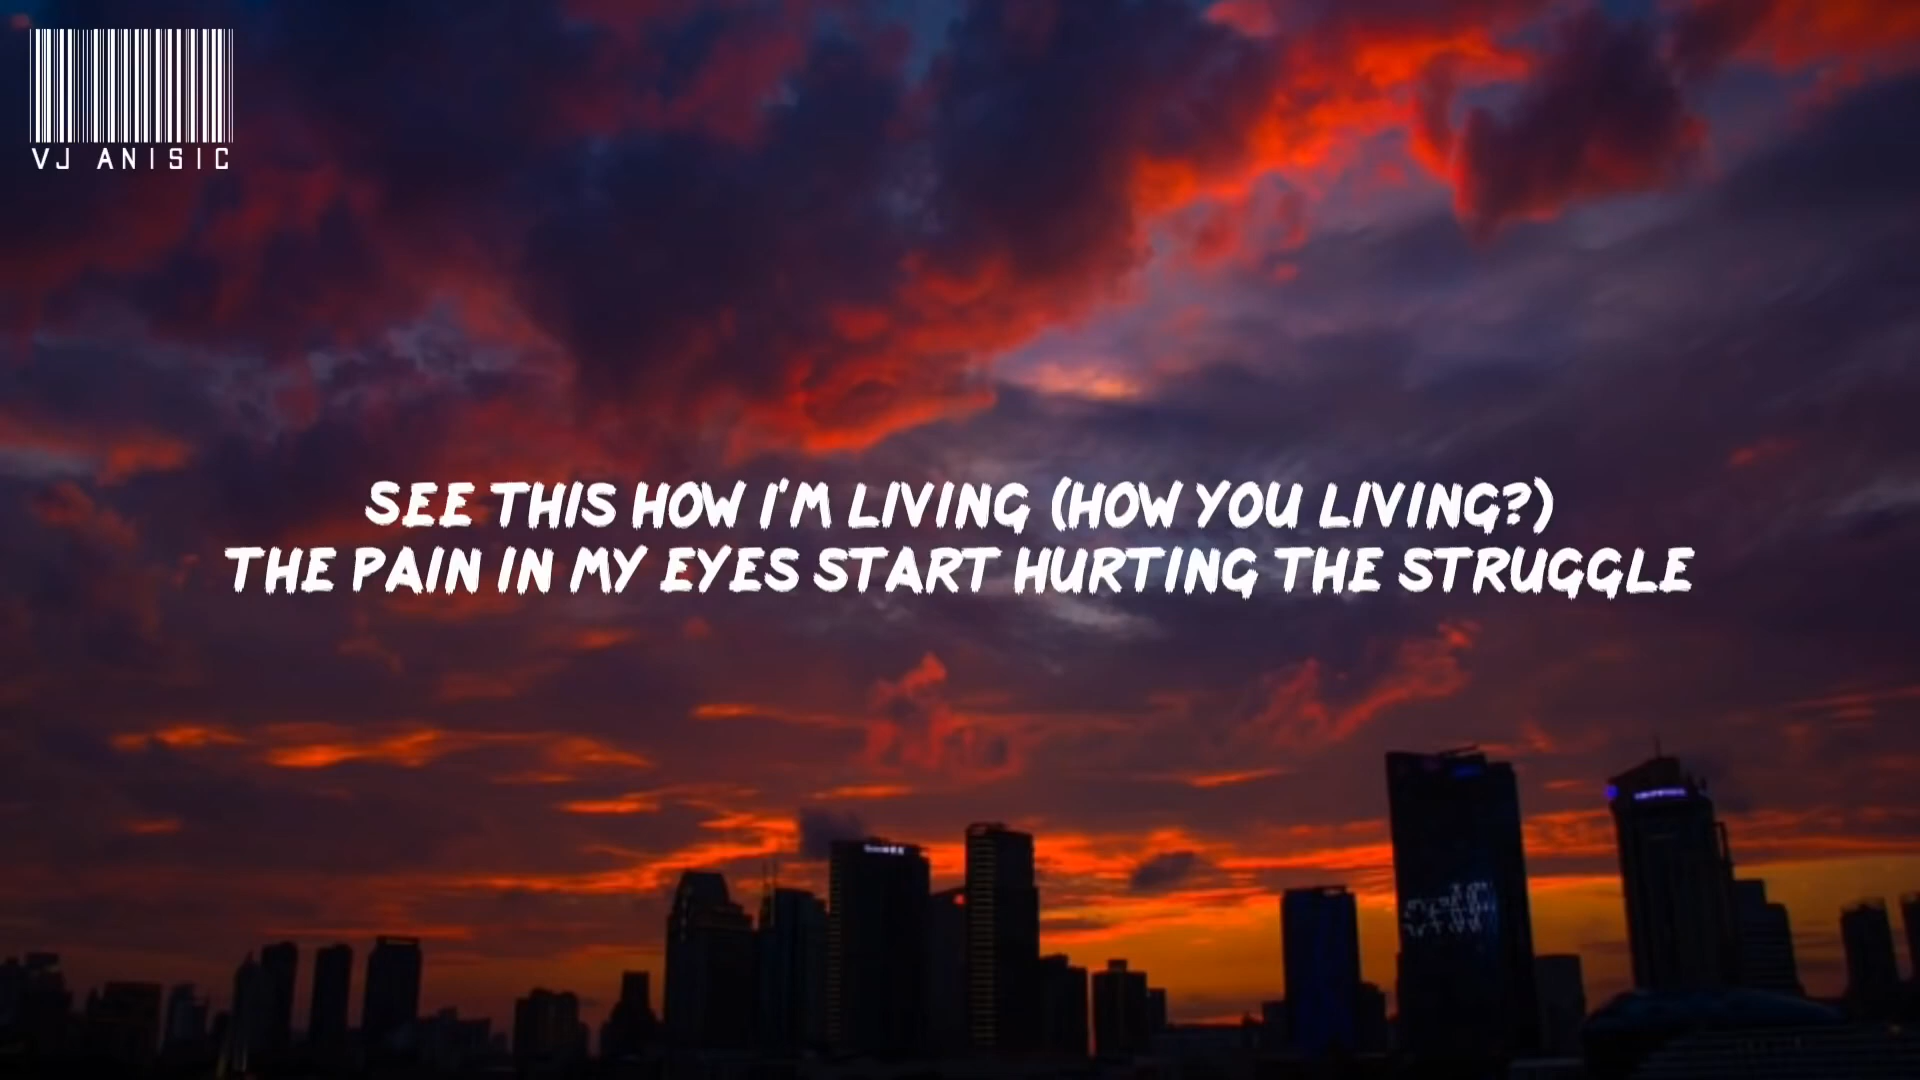 VJ ANISIC
SEE THIS HOW I'M LIVING (HOW YOU LIVING?)
THE PAIN IN MY EYES START HURTING THE STRUGGLE